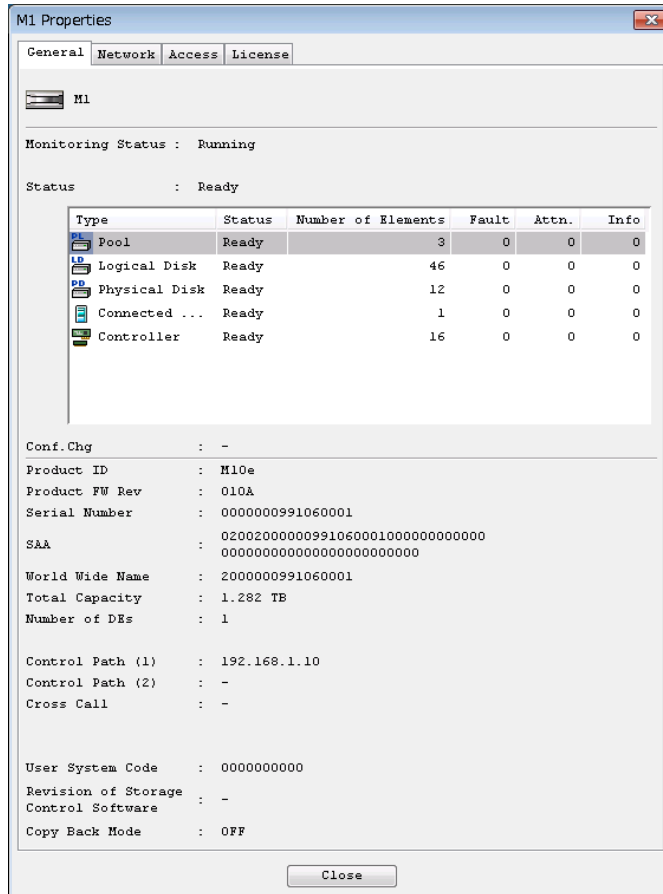 M1 Properties
General Network Access License
M1
Monitoring Status : Running
Status : Ready
Type Status Number of Elements Fault Attn. Info
PL Pool Ready 3 0 0 0
LD Logical Disk Ready 46 0 0 0
PD Physical Disk Ready 12 0 0 0
Connected ... Ready 1 0 0 0
Controller Ready 16 0 0 0
Conf.Chg : -
Product ID : M10e
Product FW Rev : 010A
Serial Number : 0000000991060001
SAA : 02002000000991060001000000000000
000000000000000000000000
World Wide Name : 2000000991060001
Total Capacity : 1.282 TB
Number of DEs : 1
Control Path (1) : 192.168.1.10
Control Path (2) : -
Cross Call : -
User System Code : 0000000000
Revision of Storage
Control Software : -
Copy Back Mode : OFF
Close